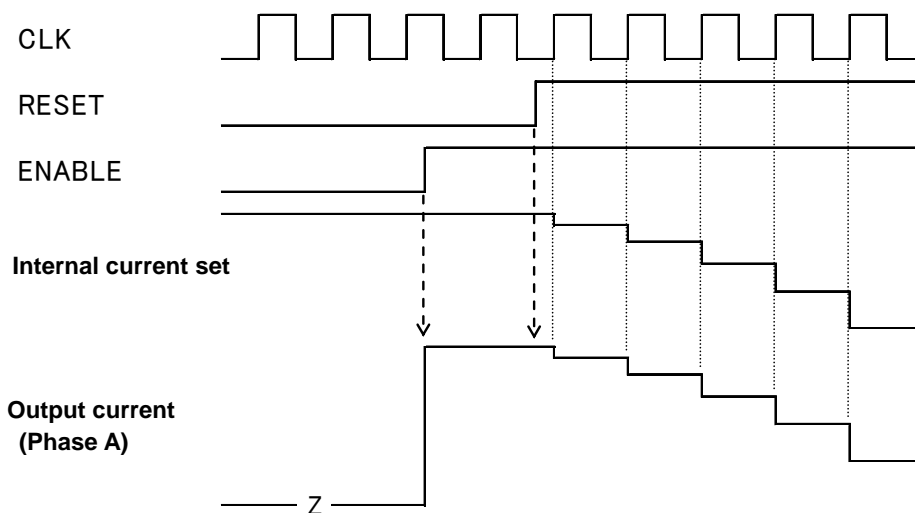 CLK
RESET
ENABLE
Internal current set
Output current
(Phase A)
Z